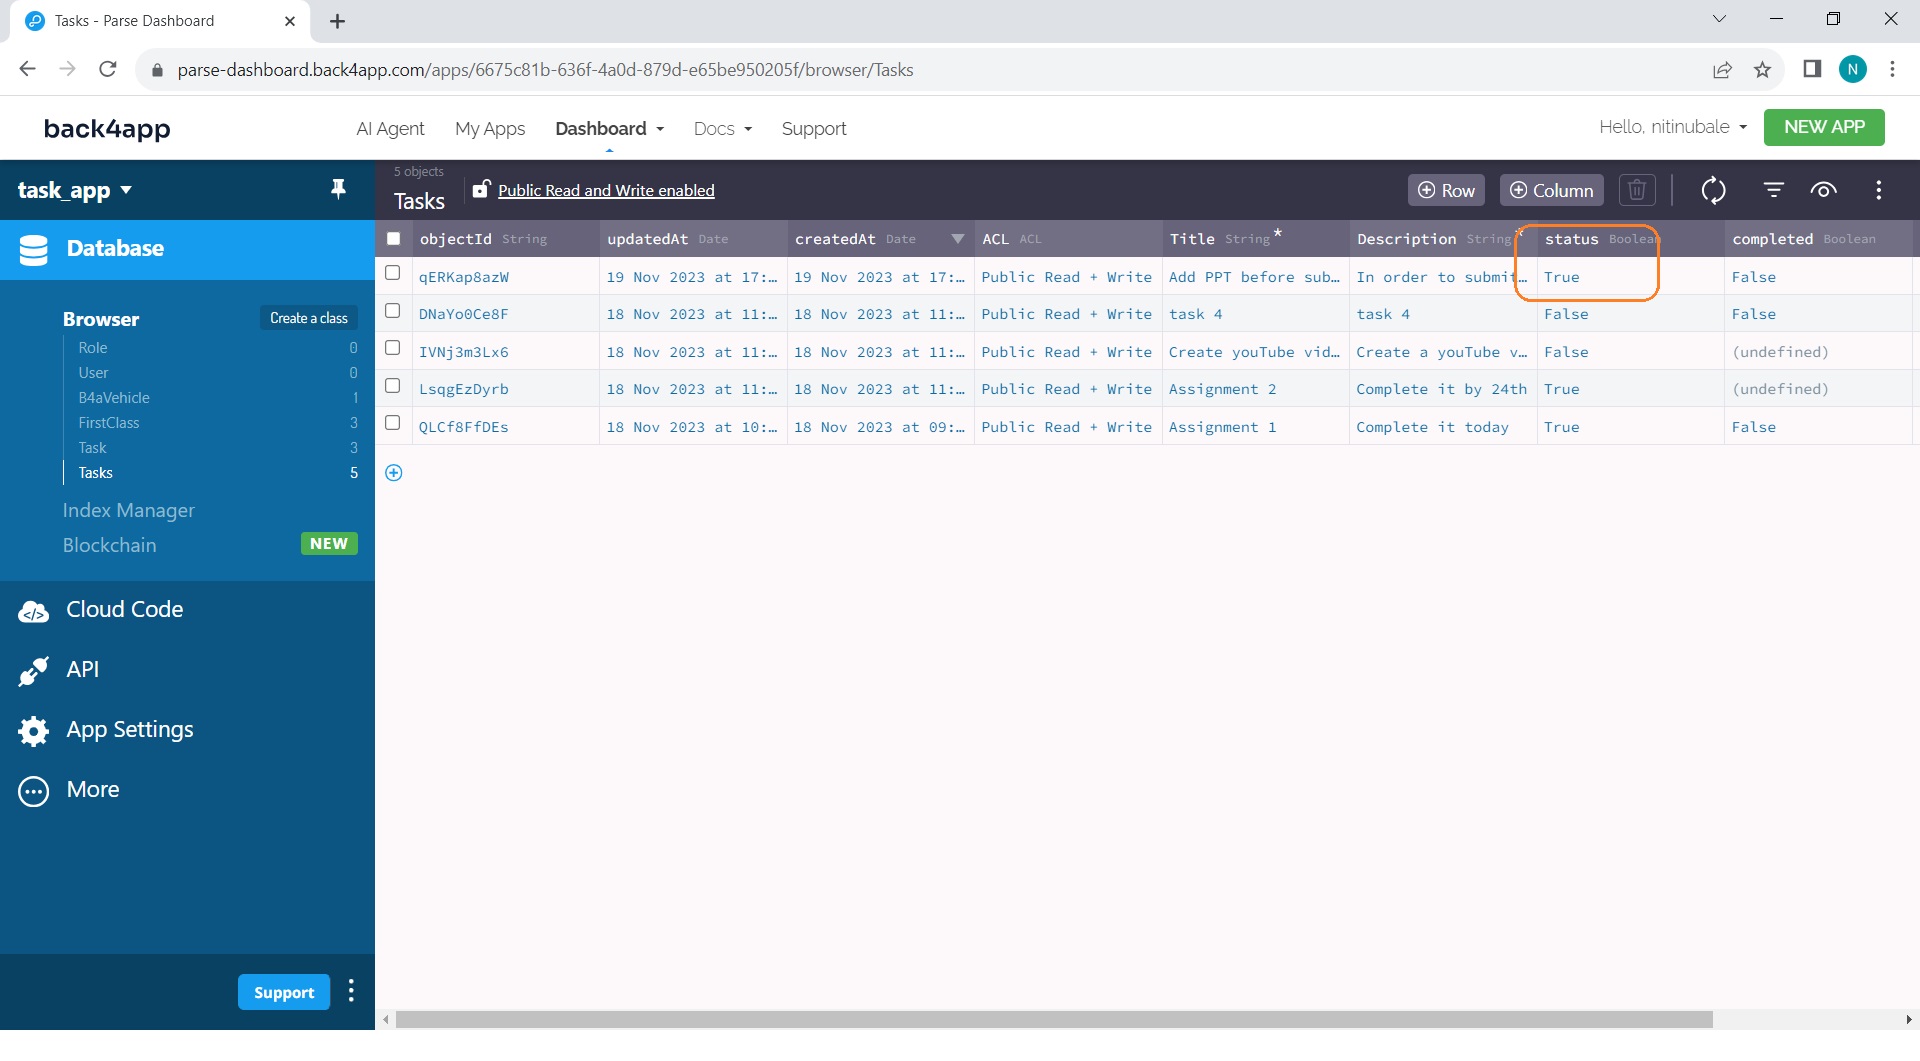 Tasks - Parse Dashboard
parse-dashboard.back4app.com/apps/6675c81b-636f-4a0d-879d-e65be950205f/browser/Tasks
N
back4app
AI Agent My Apps Dashboard Docs Support
Hello, nitinubale NEW APP
task_app
Database
Browser Create a class
Role 0
User 0
B4aVehicle 1
FirstClass 3
Task 3
Tasks 5
Index Manager
Blockchain NEW
Cloud Code
API
App Settings
More
Support
5 objects
Tasks Public Read and Write enabled
Row Column
objectId String updatedAt Date createdAt Date ACL ACL Title String * Description String * status Boolean completed Boolean
qERKap8azW 19 Nov 2023 at 17:… 19 Nov 2023 at 17:… Public Read + Write Add PPT before sub… In order to submit… True False
DNaYo0Ce8F 18 Nov 2023 at 11:… 18 Nov 2023 at 11:… Public Read + Write task 4 task 4 False False
IVNj3m3Lx6 18 Nov 2023 at 11:… 18 Nov 2023 at 11:… Public Read + Write Create youTube vid… Create a youTube v… False (undefined)
LsqgEzDyrb 18 Nov 2023 at 11:… 18 Nov 2023 at 11:… Public Read + Write Assignment 2 Complete it by 24th True (undefined)
QLCf8FfDEs 18 Nov 2023 at 10:… 18 Nov 2023 at 09:… Public Read + Write Assignment 1 Complete it today True False